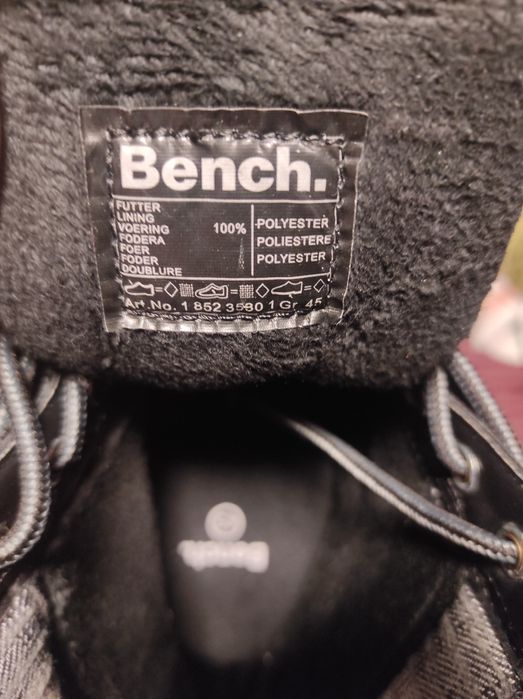 Bench.
FUTTER
LINING
VOERING 100% POLYESTER
FODERA POLIESTERE
FOER POLYESTER
FODER
DOUBLURE
Art.No. 1 852 3590 1 Gr. 45
Bench.